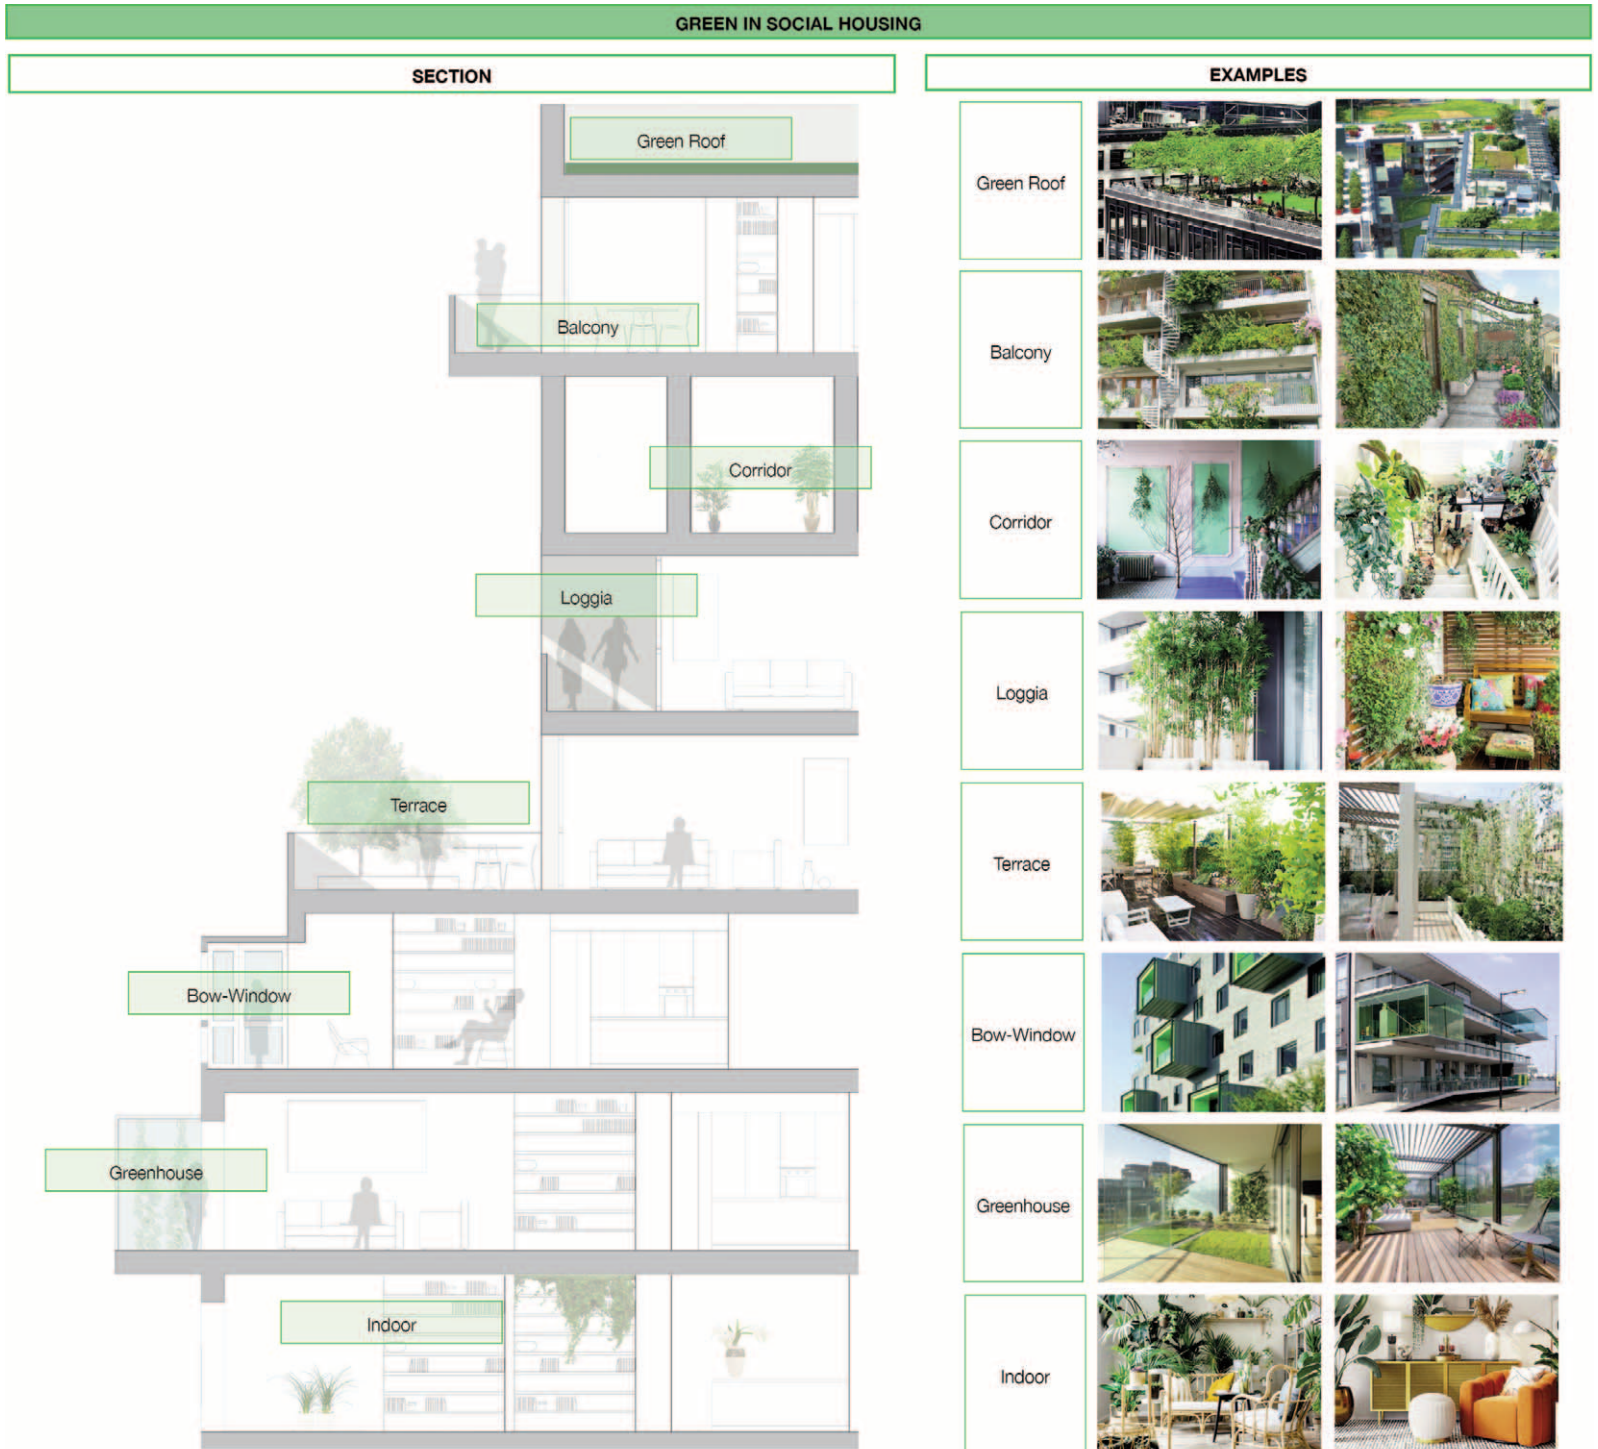 GREEN IN SOCIAL HOUSING
SECTION
Green Roof
Balcony
Corridor
Loggia
Terrace
Bow-Window
Greenhouse
Indoor
EXAMPLES
Green Roof
Balcony
Corridor
Loggia
Terrace
Bow-Window
Greenhouse
Indoor